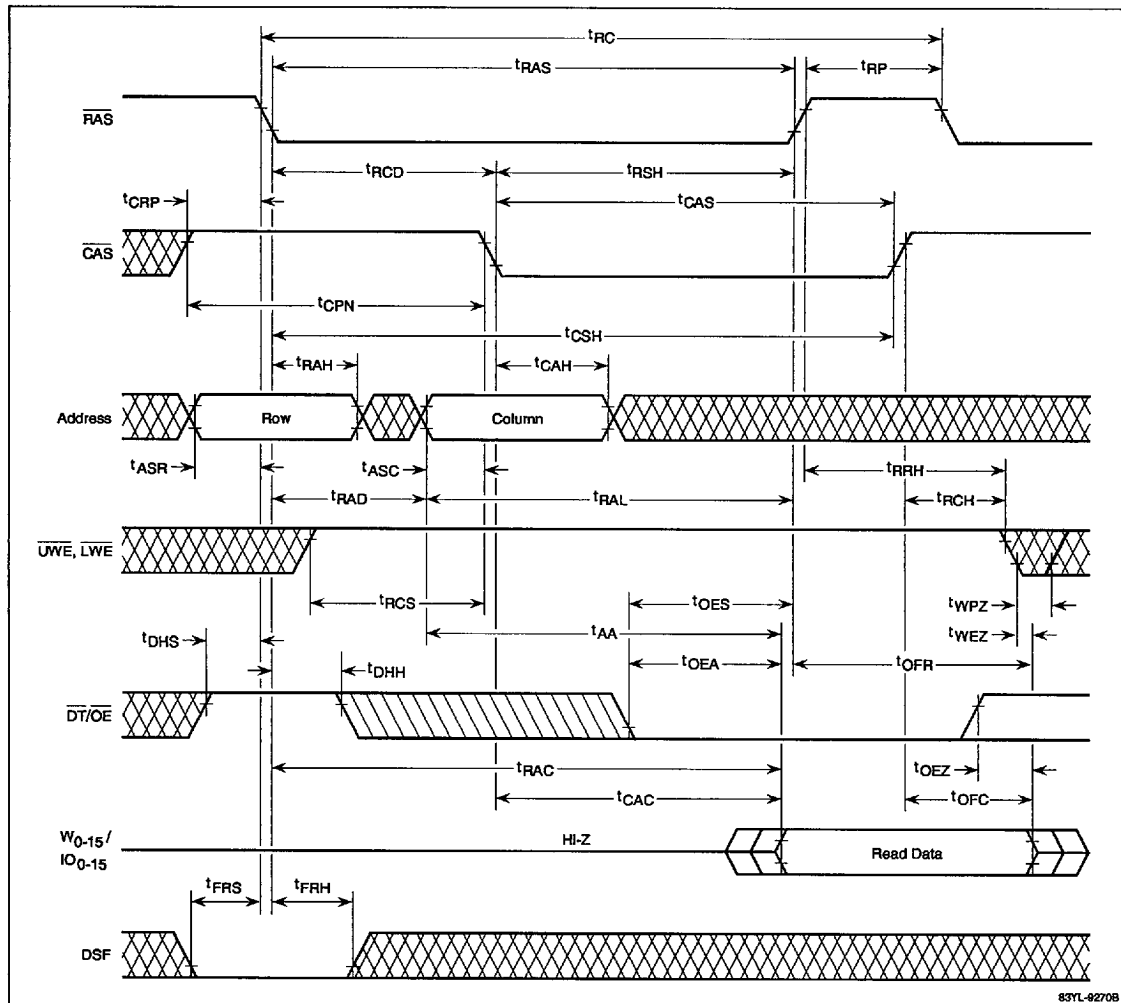 tRC
tRAS
tRP
RAS
tRCD
tRSH
tCRP
tCAS
CAS
tCPN
tCSH
tRAH
tCAH
Address
Row
Column
tASR
tASC
tRRH
tRCH
tRAD
tRAL
UWE, LWE
tRCS
tOES
tWPZ
tWEZ
tDHS
tAA
tDHH
tOEA
tOFR
DT/OE
tRAC
tOEZ
tCAC
tOFC
W0-15 /
IO0-15
HI-Z
Read Data
tFRS
tFRH
DSF
83YL-9270B